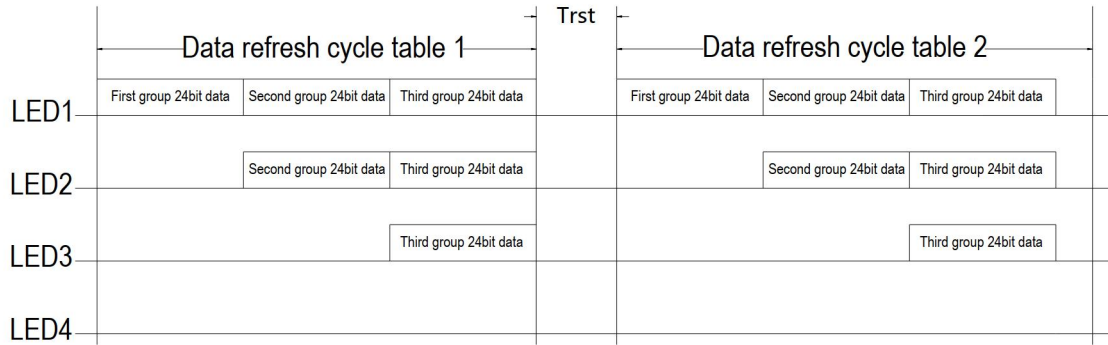 Trst
Data refresh cycle table 1 Data refresh cycle table 2
LED1 First group 24bit data Second group 24bit data Third group 24bit data First group 24bit data Second group 24bit data Third group 24bit data
LED2 Second group 24bit data Third group 24bit data Second group 24bit data Third group 24bit data
LED3 Third group 24bit data Third group 24bit data
LED4